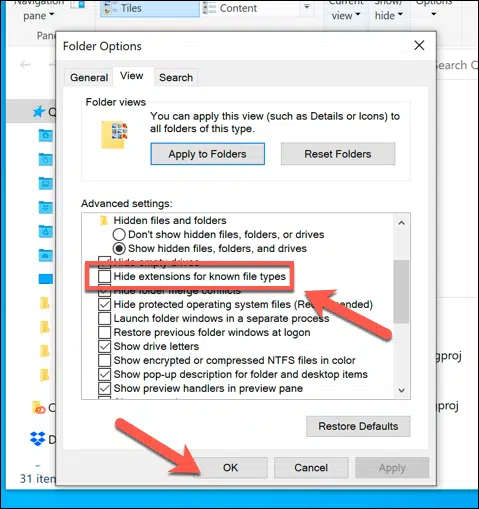 Navigation
pane
Tiles
Content
Current
view
Show/
hide
Panes
Folder Options
Search Q
General
View
Search
Folder views
You can apply this view (such as Details or Icons) to
all folders of this type.
Apply to Folders
Reset Folders
Advanced settings:
Hidden files and folders
Don't show hidden files, folders, or drives
Show hidden files, folders, and drives
Hide empty drives
Hide extensions for known file types
Hide folder merge conflicts
Hide protected operating system files (Recommended)
Launch folder windows in a separate process
Restore previous folder windows at logon
Show drive letters
Show encrypted or compressed NTFS files in color
Show pop-up description for folder and desktop items
Show preview handlers in preview pane
gproj
gproj
Restore Defaults
OK
Cancel
Apply
31 item